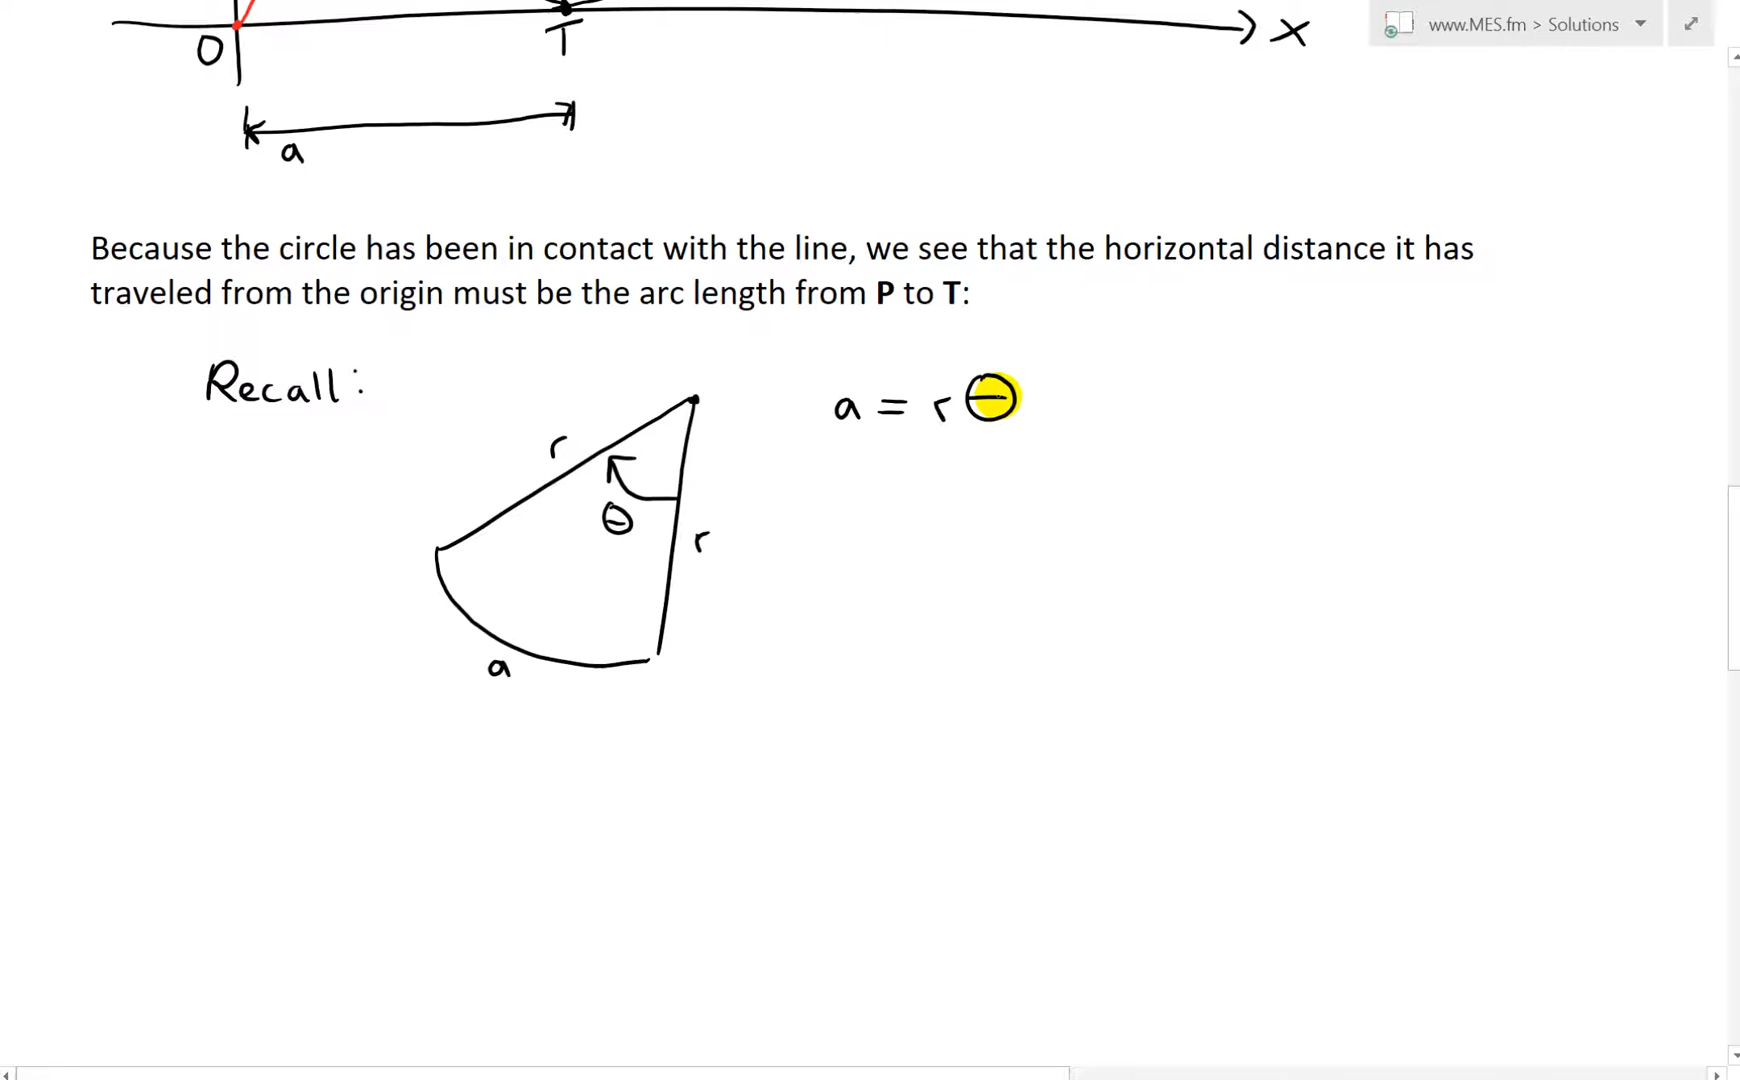 www.MES.fm > Solutions
x
O
T
a
Because the circle has been in contact with the line, we see that the horizontal distance it has
traveled from the origin must be the arc length from P to T:
Recall:
a = r θ
r
θ
r
a